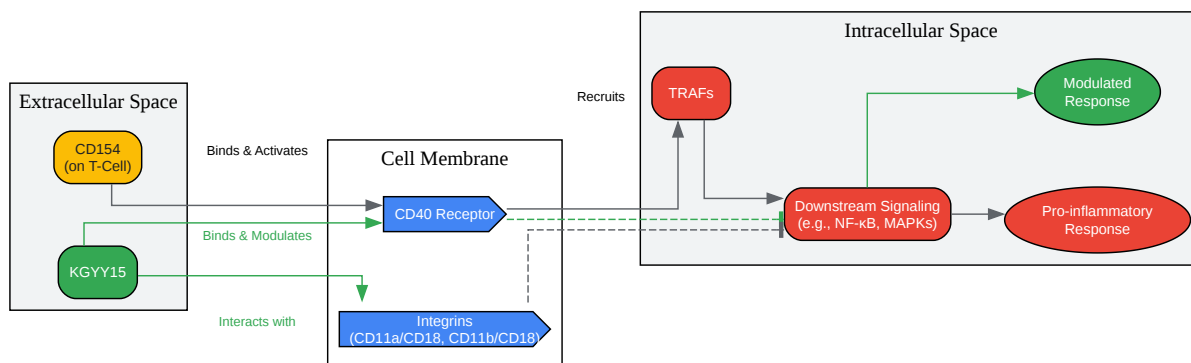 Extracellular Space
CD154
(on T-Cell)
KGYY15
Binds & Activates
Binds & Modulates
Interacts with
Cell Membrane
CD40 Receptor
Integrins
(CD11a/CD18, CD11b/CD18)
Recruits
Intracellular Space
TRAFs
Modulated
Response
Downstream Signaling
(e.g., NF-κB, MAPKs)
Pro-inflammatory
Response